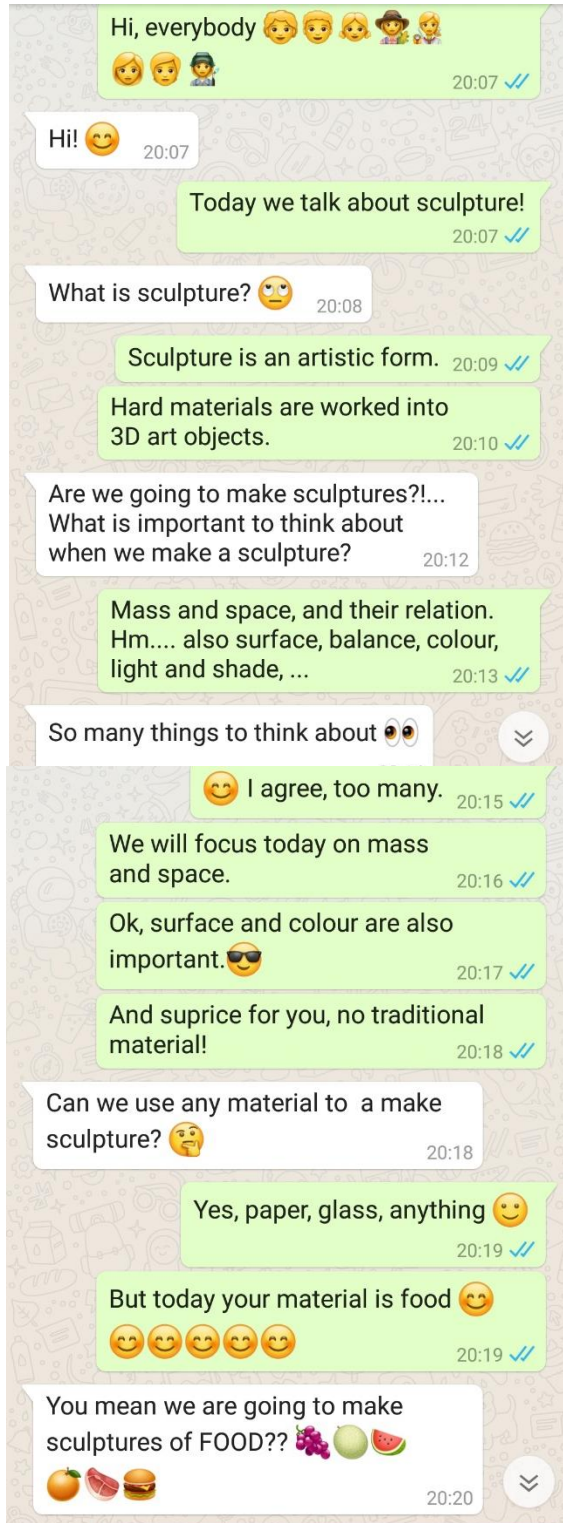 Hi, everybody
20:07
Hi!
20:07
Today we talk about sculpture!
20:07
What is sculpture?
20:08
Sculpture is an artistic form. 20:09
Hard materials are worked into
3D art objects.
20:10
Are we going to make sculptures?!...
What is important to think about
when we make a sculpture?
20:12
Mass and space, and their relation.
Hm.... also surface, balance, colour,
light and shade, ...
20:13
So many things to think about
I agree, too many. 20:15
We will focus today on mass
and space.
20:16
Ok, surface and colour are also
important.
20:17
And suprice for you, no traditional
material!
20:18
Can we use any material to a make
sculpture?
20:18
Yes, paper, glass, anything
20:19
But today your material is food
20:19
You mean we are going to make
sculptures of FOOD??
20:20